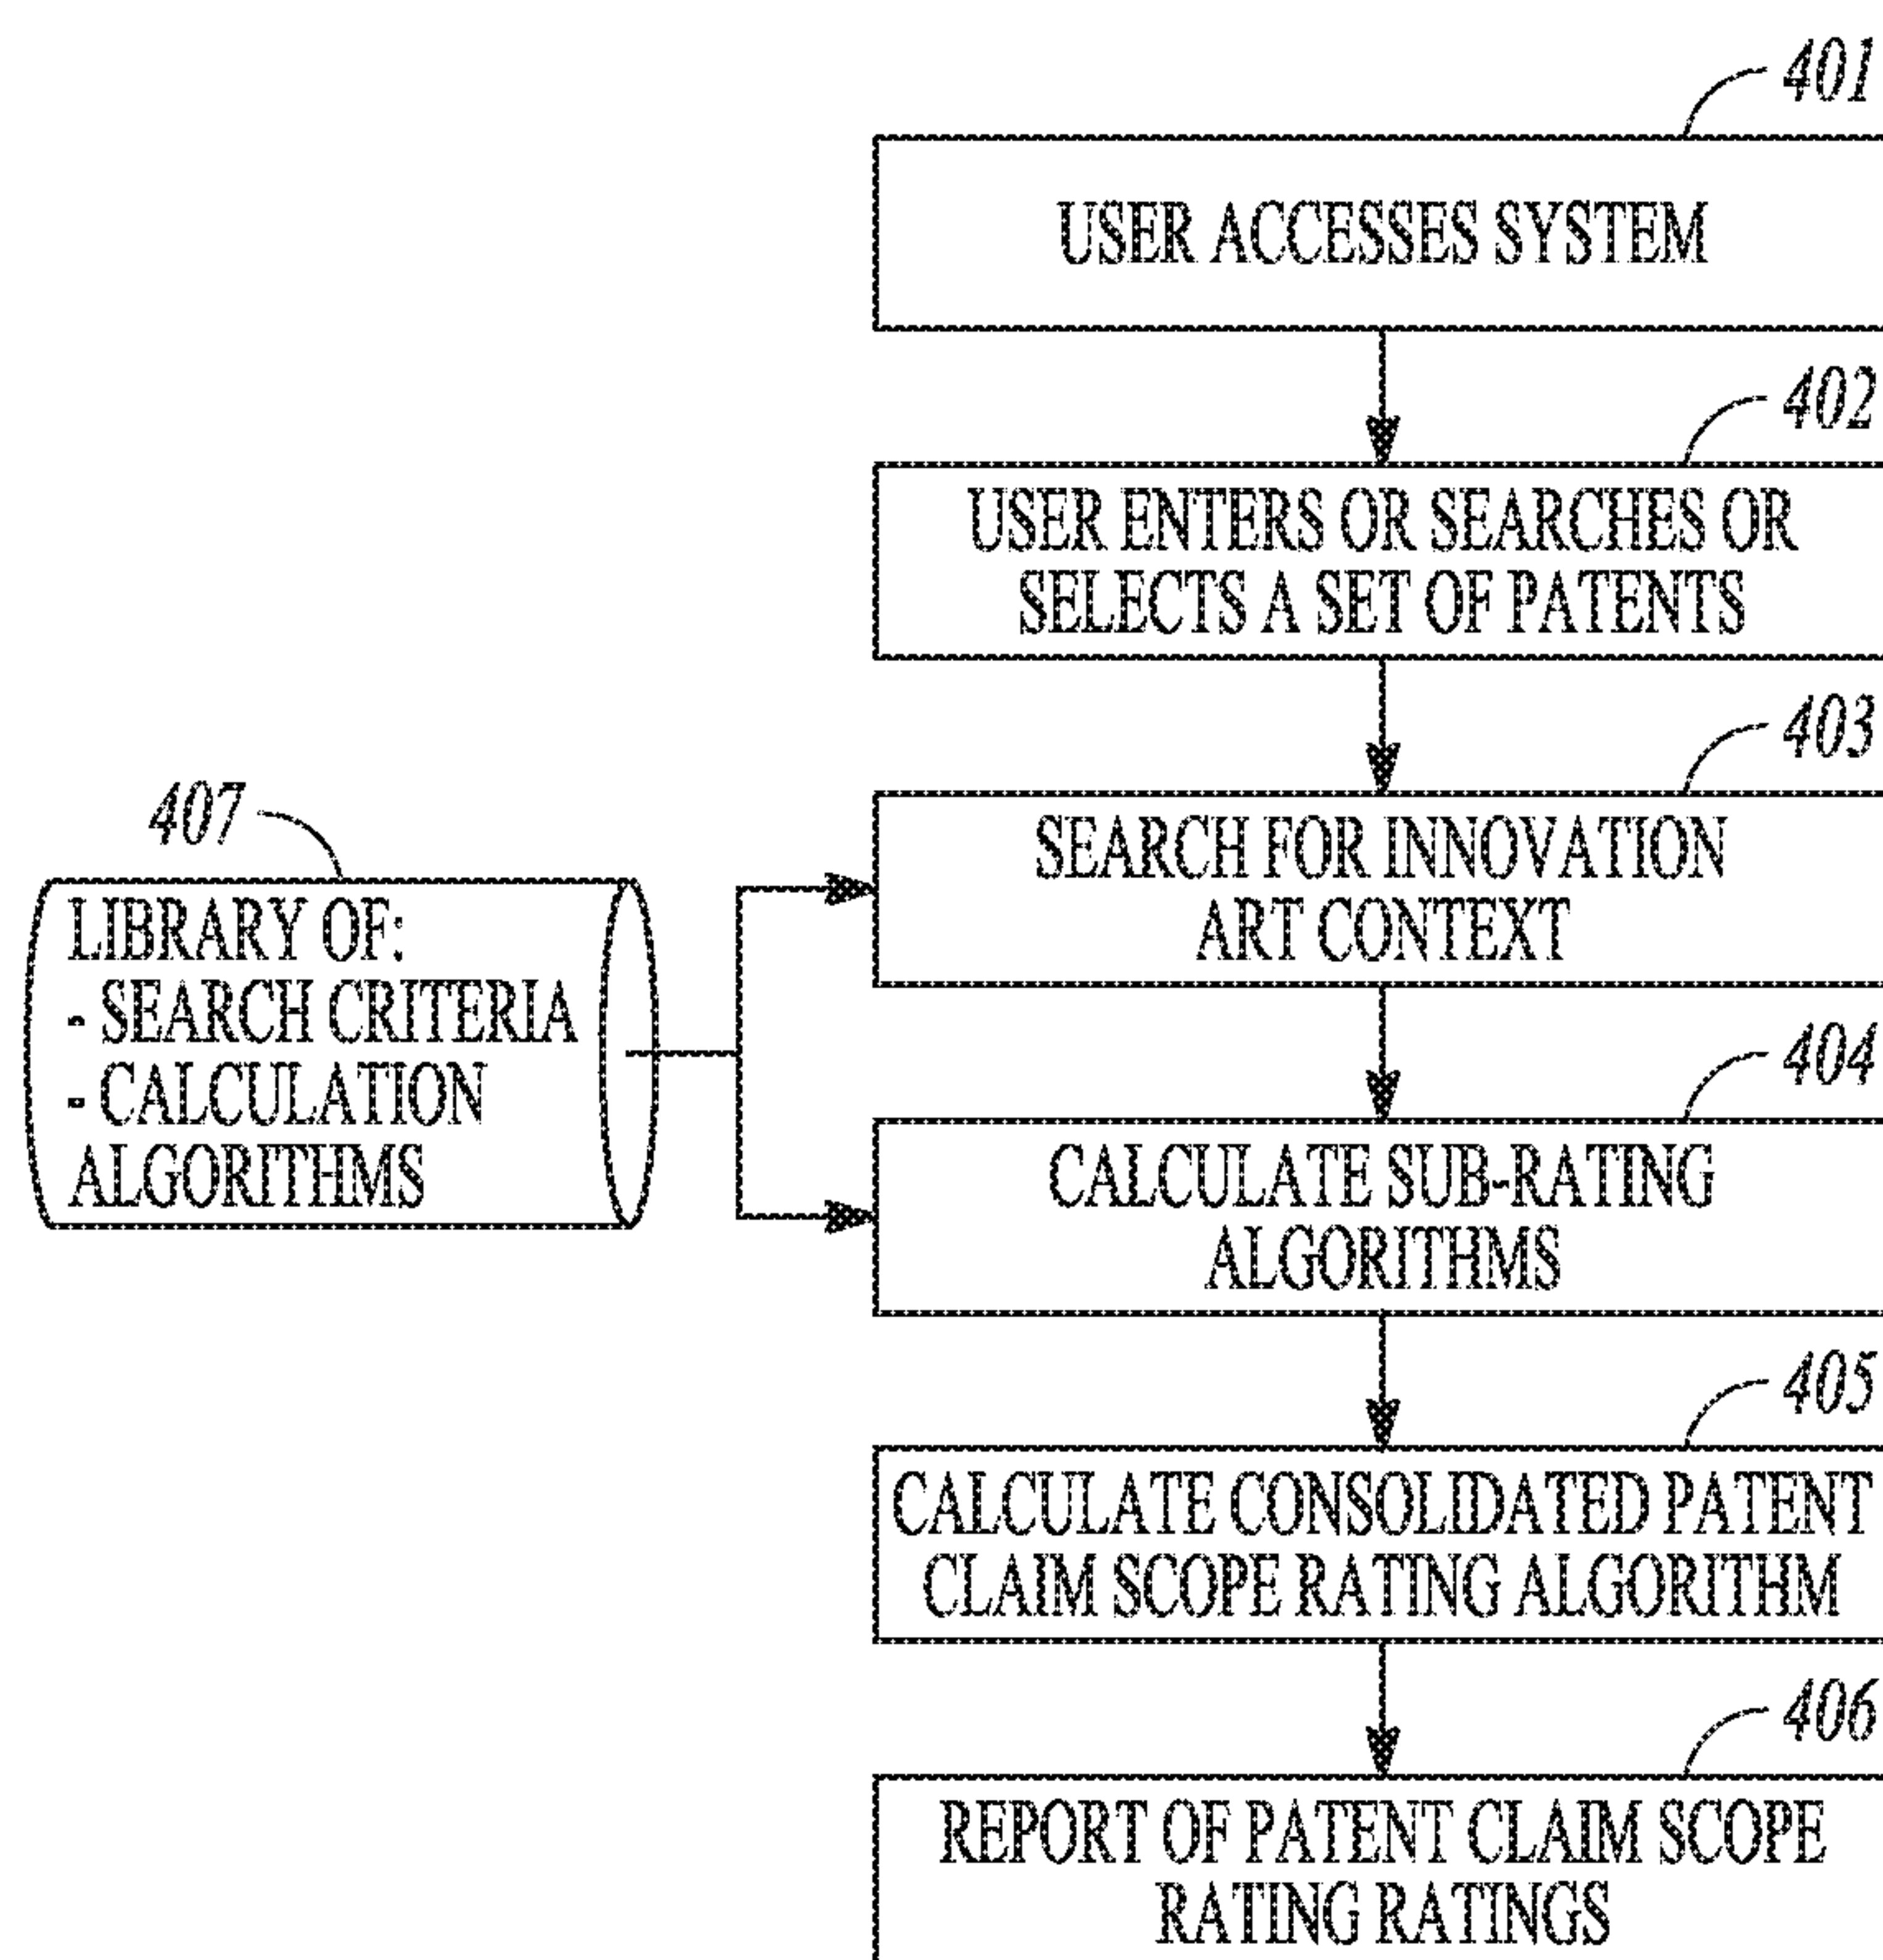 401
USER ACCESSES SYSTEM
402
USER ENTERS OR SEARCHES OR
SELECTS A SET OF PATENTS
403
SEARCH FOR INNOVATION
ART CONTEXT
407
LIBRARY OF:
- SEARCH CRITERIA
- CALCULATION
ALGORITHMS
404
CALCULATE SUB-RATING
ALGORITHMS
405
CALCULATE CONSOLIDATED PATENT
CLAIM SCOPE RATING ALGORITHM
406
REPORT OF PATENT CLAIM SCOPE
RATING RATINGS